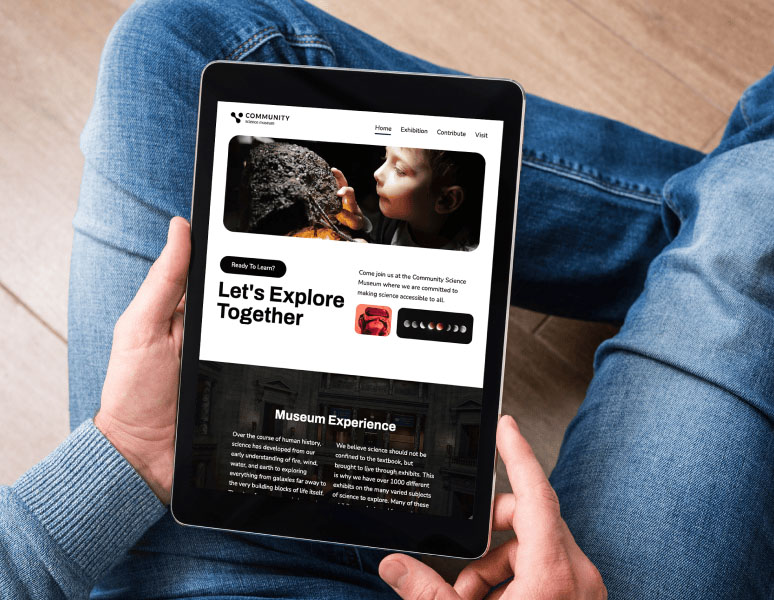 COMMUNITY
science museum
Home Exhibition Contribute Visit
Ready To Learn?
Let's Explore
Together
Come join us at the Community Science
Museum where we are committed to
making science accessible to all.
Museum Experience
Over the course of human history,
science has developed from our
early understanding of fire, wind,
water, and earth to exploring
everything from galaxies far away to
the very building blocks of life itself.
We believe science should not be
confined to the textbook, but
brought to live through exhibits. This
is why we have over 1000 different
exhibits on the many varied subjects
of science to explore. Many of these